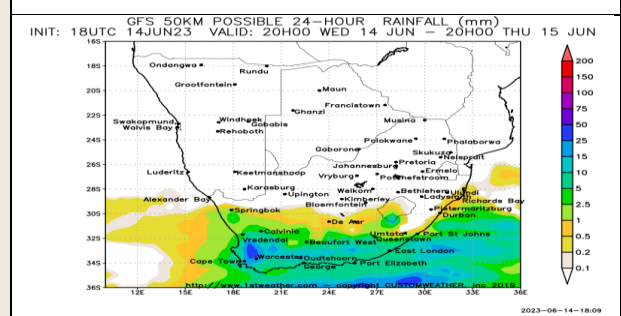 GFS 50KM POSSIBLE 24-HOUR RAINFALL (mm)
INIT: 18UTC 14JUN23 VALID: 20H00 WED 14 JUN - 20H00 THU 15 JUN
16S
18S
20S
22S
24S
26S
28S
30S
32S
34S
36S
Ondangwa
Rundu
Grootfontein
Maun
Francistown
Ghanzi
Swakopmund
Windhoek
Gobabis
Musina
Walvis Bay
Rehoboth
Polokwane
Phalaborwa
Gaborone
Skukuza
Johannesburg
Pretoria
Nelspruit
Luderitz
Keetmanshoop
Vryburg
Potchefstroom
Ermelo
Karasburg
Upington
Welkom
Bethlehem
Ulundi
Alexander Bay
Kimberley
Ladysmith
Richards Bay
Springbok
Bloemfontein
Pietermaritzburg
De Aar
Durban
Calvinia
Umtata
Port St Johns
Vredendal
Beaufort West
Queenstown
East London
Cape Town
Worcester
Oudtshoorn
George
Port Elizabeth
http://www.1stweather.com - copyright CUSTOMWEATHER, Inc 2019
12E 15E 18E 21E 24E 27E 30E 33E 36E
200
150
100
75
50
25
15
10
5
2.5
1
0.5
0.2
0.1
2023-06-14-18:09